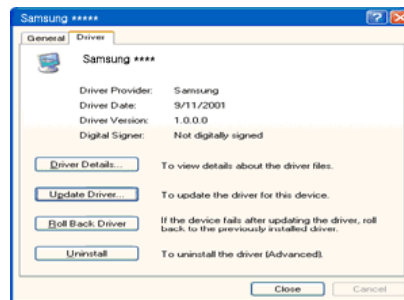 Samsung *****
General Driver
Samsung ****
Driver Provider: Samsung
Driver Date: 9/11/2001
Driver Version: 1.0.0.0
Digital Signer: Not digitally signed
Driver Details... To view details about the driver files.
Update Driver... To update the driver for this device.
Roll Back Driver If the device fails after updating the driver, roll
back to the previously installed driver.
Uninstall To uninstall the driver (Advanced).
Close Cancel